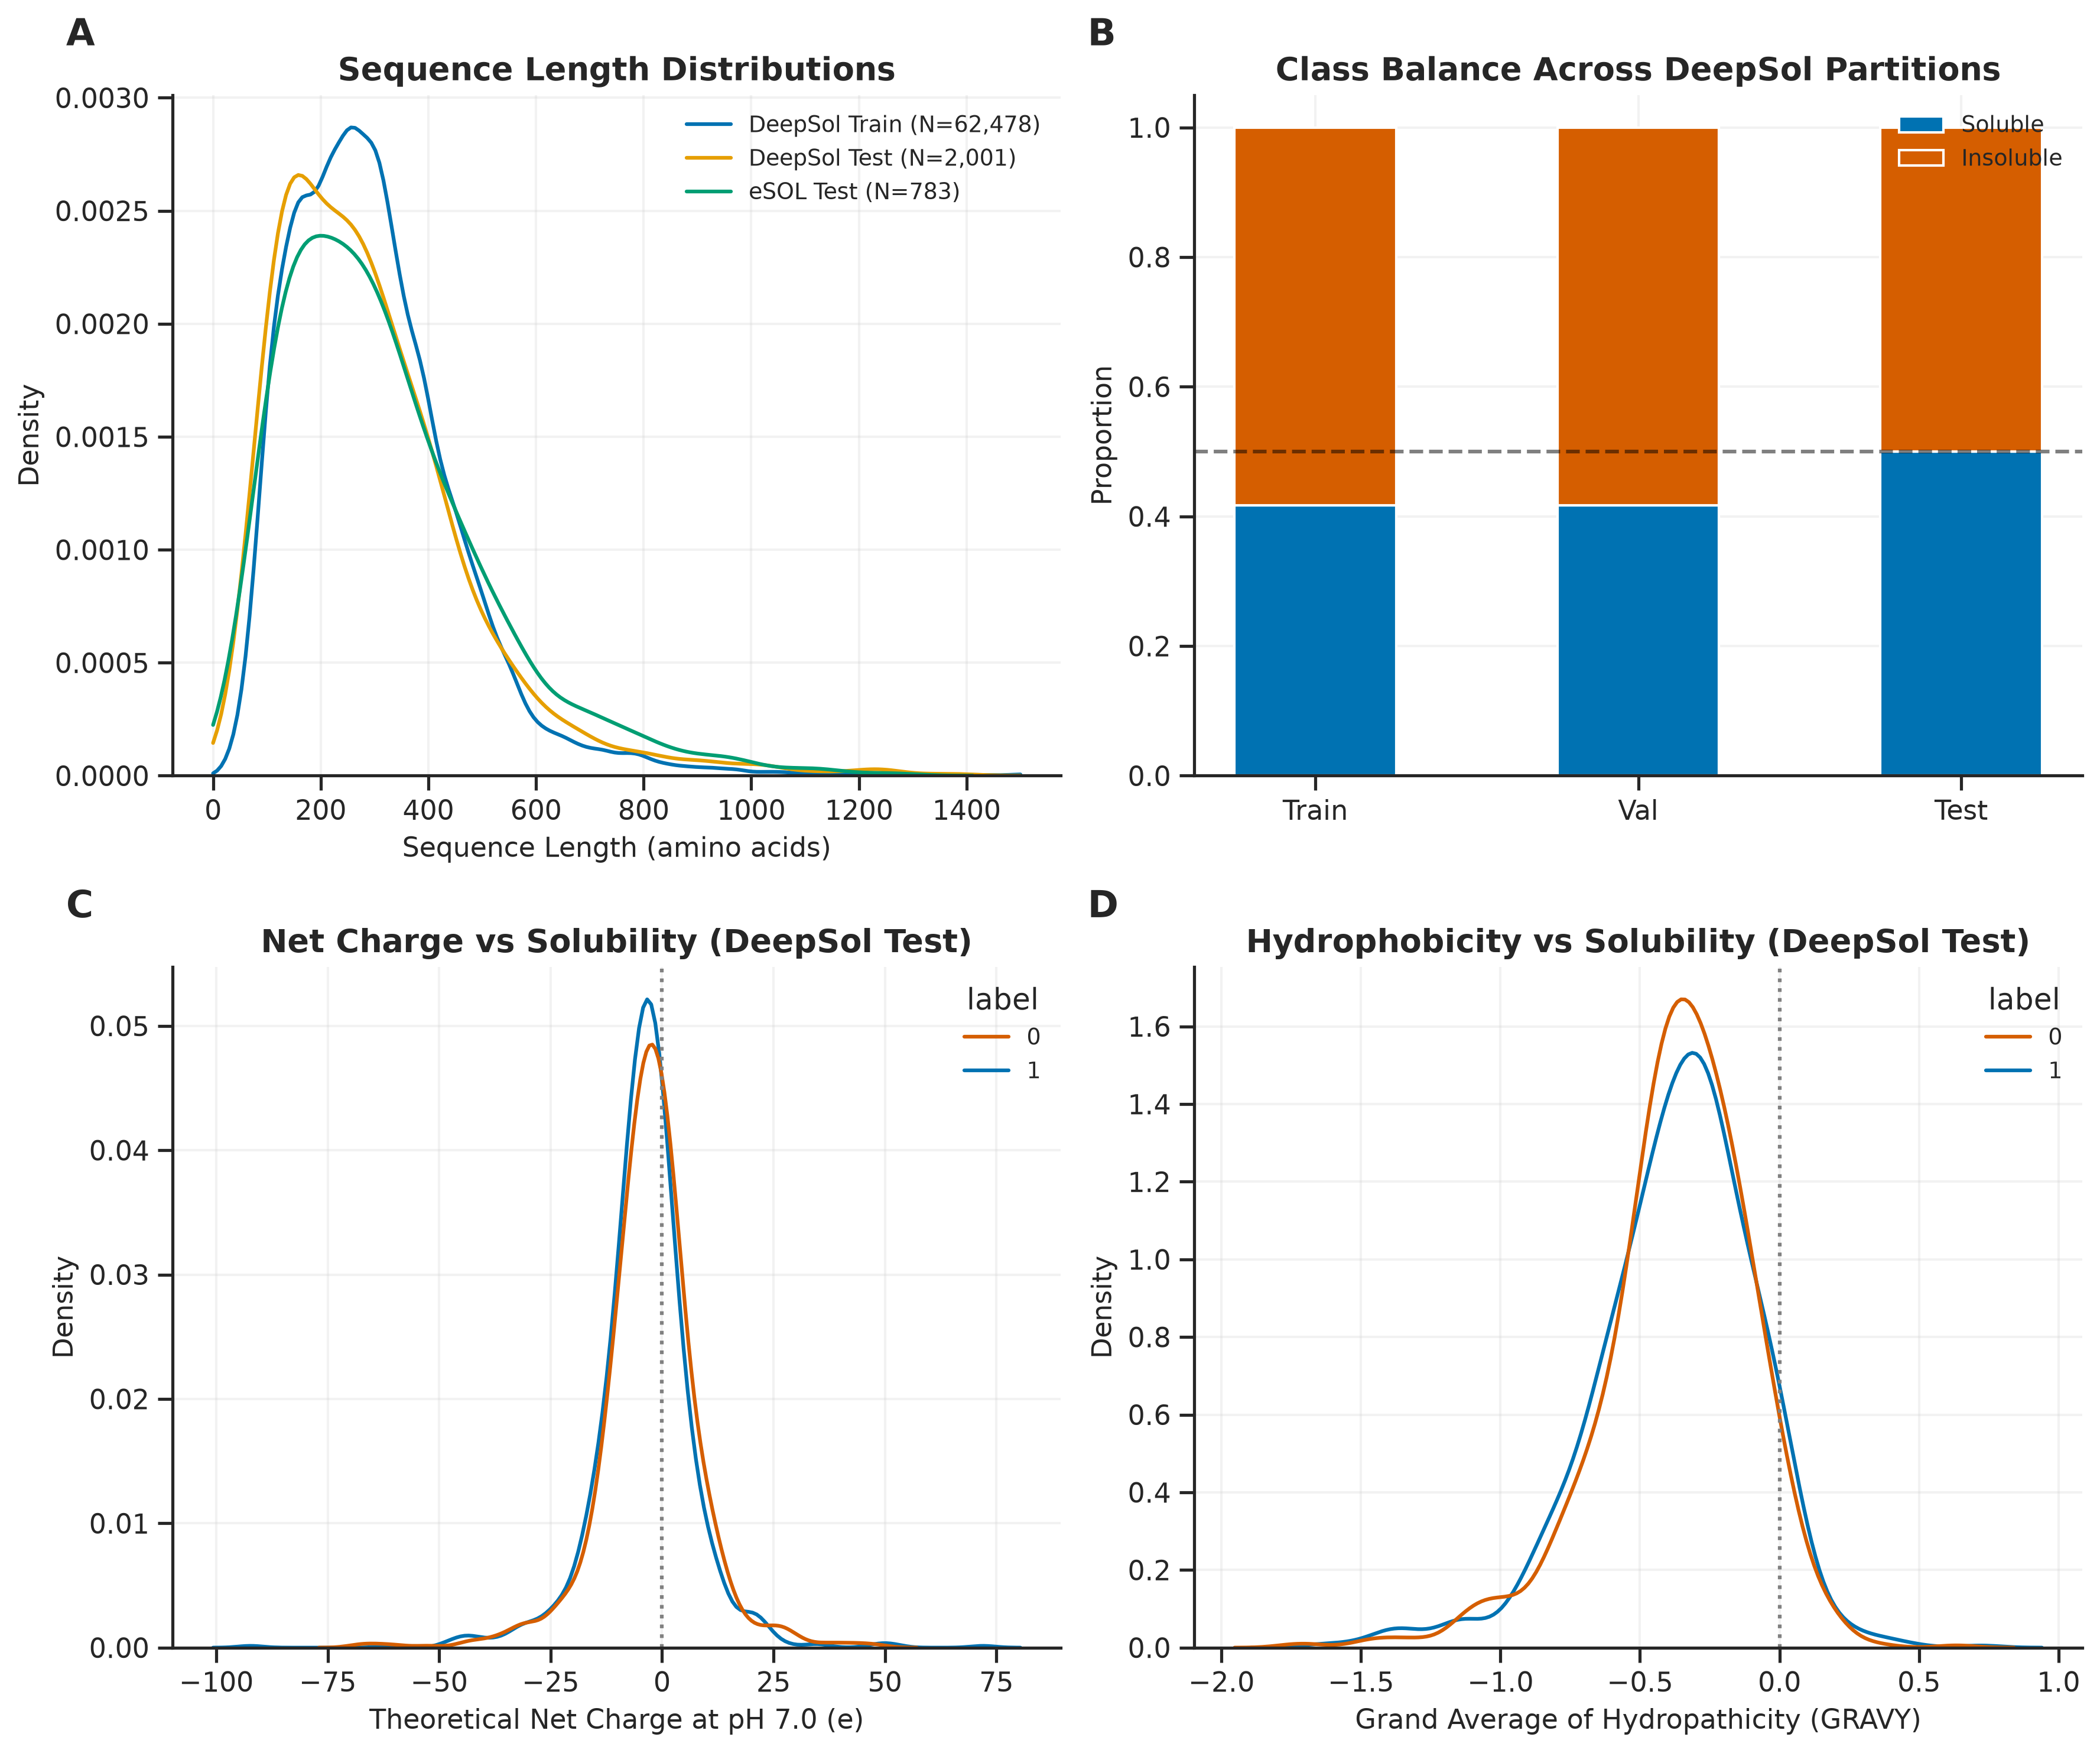 A
Sequence Length Distributions
0.0030
0.0025
0.0020
0.0015
0.0010
0.0005
0.0000
Density
DeepSol Train (N=62,478)
DeepSol Test (N=2,001)
eSOL Test (N=783)
0 200 400 600 800 1000 1200 1400
Sequence Length (amino acids)
B
Class Balance Across DeepSol Partitions
1.0
0.8
0.6
0.4
0.2
0.0
Proportion
Soluble
Insoluble
Train Val Test
C
Net Charge vs Solubility (DeepSol Test)
0.05
0.04
0.03
0.02
0.01
0.00
Density
label
0
1
−100 −75 −50 −25 0 25 50 75
Theoretical Net Charge at pH 7.0 (e)
D
Hydrophobicity vs Solubility (DeepSol Test)
1.6
1.4
1.2
1.0
0.8
0.6
0.4
0.2
0.0
Density
label
0
1
−2.0 −1.5 −1.0 −0.5 0.0 0.5 1.0
Grand Average of Hydropathicity (GRAVY)